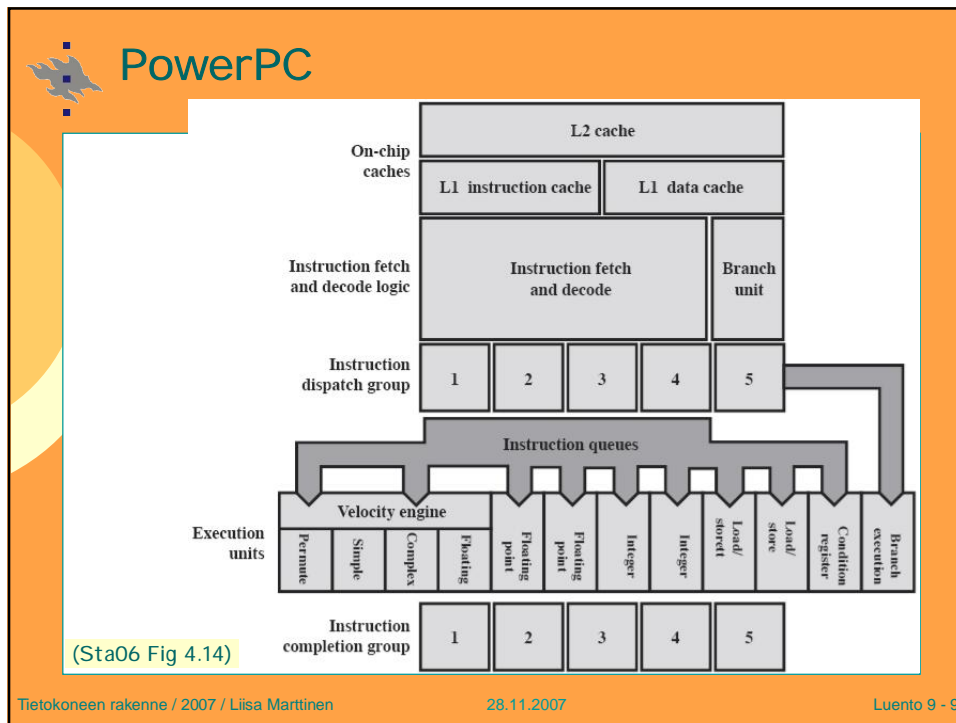 PowerPC
L2 cache
On-chip
caches
L1 instruction cache
L1 data cache
Instruction fetch
and decode logic
Instruction fetch
and decode
Branch
unit
Instruction
dispatch group
1
2
3
4
5
Instruction queues
Velocity engine
Execution
units
Permute
Simple
Complex
Floating
Floating
point
Floating
point
Integer
Integer
Load/
storett
Load/
store
Condition
register
Branch
execution
Instruction
completion group
1
2
3
4
5
(Sta06 Fig 4.14)
Tietokoneen rakenne / 2007 / Liisa Marttinen
28.11.2007
Luento 9 - 9